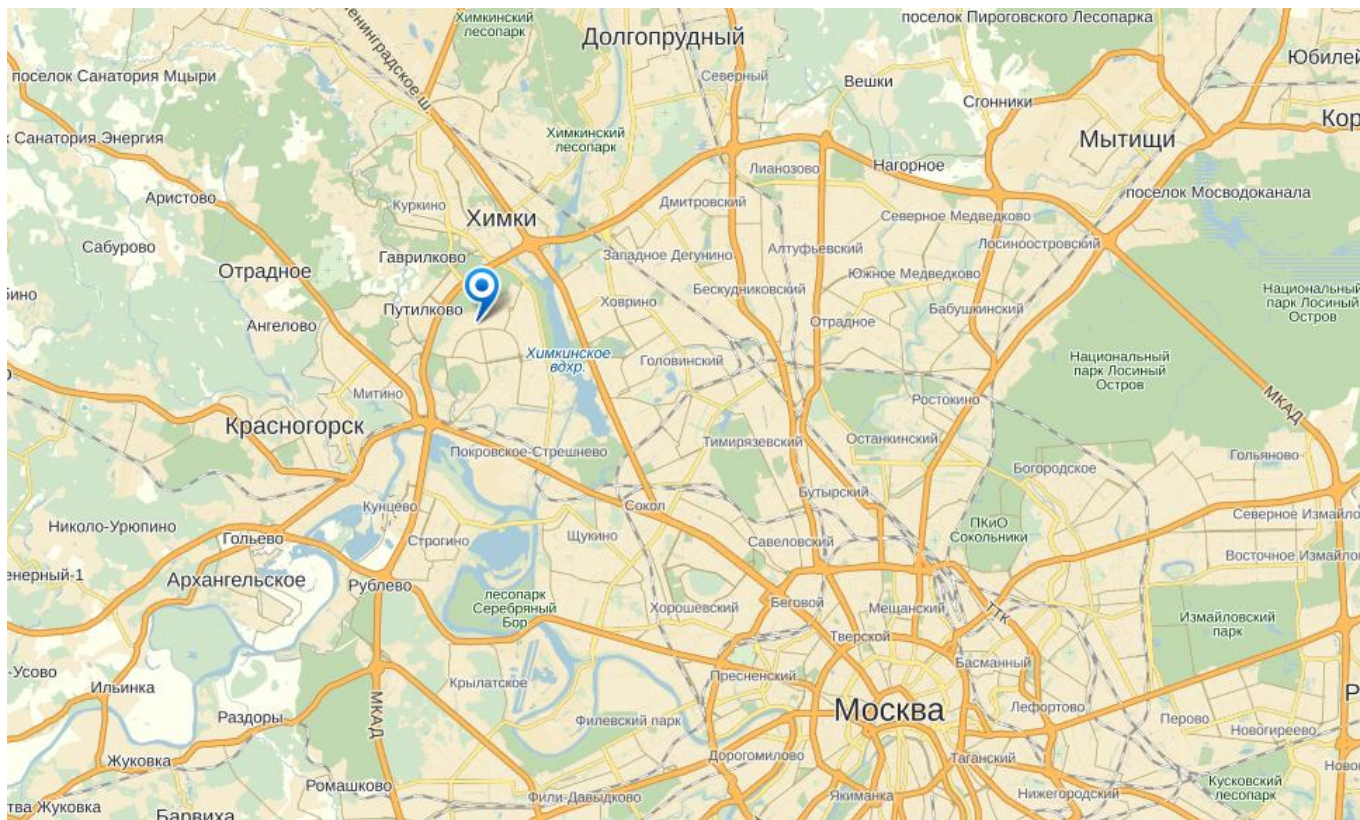 Химкинский
лесопарк
поселок Пироговского Лесопарка
Ленинградское ш.
Долгопрудный
Юбилей
поселок Санатория Мцыри
Северный
Вешки
Сгонники
Кор
Химкинский
лесопарк
к Санатория Энергия
Мытищи
Лианозово
Нагорное
Аристово
поселок Мосводоканала
Куркино
Дмитровский
Химки
Северное Медведково
Сабурово
Лосиноостровский
Гаврилково
Западное Дегунино
Алтуфьевский
Отрадное
Южное Медведково
Бескудниковский
бино
Национальный
парк Лосиный
Остров
Путилково
Ховрино
Бабушкинский
Ангелово
Отрадное
Химкинское
вдхр.
Головинский
Национальный
парк Лосиный
Остров
Митино
Ростокино
МКАД
Красногорск
Тимирязевский
Останкинский
Покровское-Стрешнево
Гольяново
Богородское
Бутырский
Кунцево
Сокол
Северное Измайло
Николо-Урюпино
ПКиО
Сокольники
Гольево
Строгино
Щукино
Савеловский
Восточное Измайлов
енерный-1
Архангельское
Рублево
лесопарк
Серебряный
Бор
Хорошевский
Беговой
Мещанский
ТТК
Измайловский
парк
Тверской
Басманный
-Усово
Пресненский
Ильинка
Крылатское
МКАД
Москва
Лефортово
Р
Раздоры
Филевский парк
Перово
Новогиреево
Жуковка
Дорогомилово
Таганский
Ново
Ромашково
Кусковский
лесопарк
Фили-Давыдково
Якиманка
Нижегородский
тва Жуковка
Барвиха